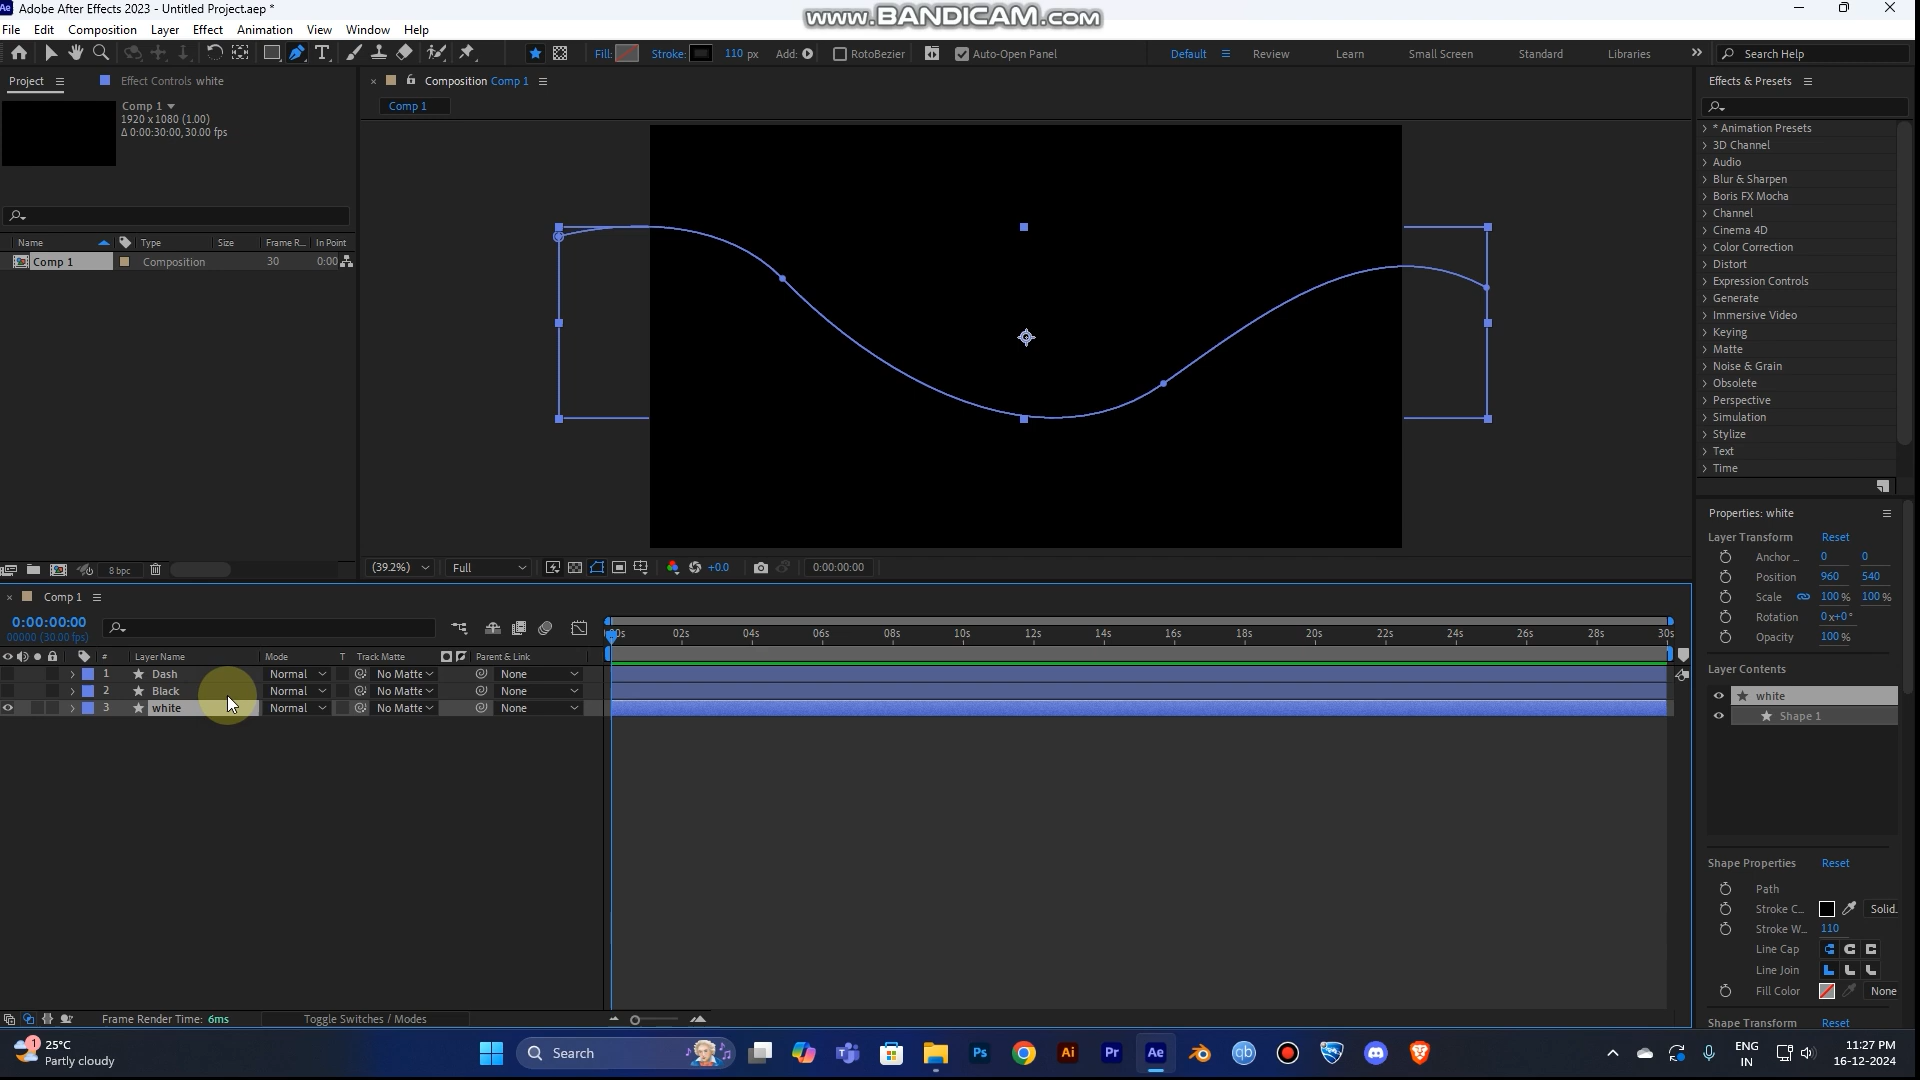 Adobe After Effects 2023 - Untitled Project.aep *
www.BANDICAM.com
File Edit Composition Layer Effect Animation View Window Help
Fill: Stroke: 110 px Add: RotoBezier Auto-Open Panel Default Review Learn Small Screen Standard Libraries Search Help
Project Effect Controls white
Composition Comp 1
Effects & Presets
Comp 1
1920 x 1080 (1.00)
Δ 0:00:30:00, 30.00 fps
Comp 1
* Animation Presets
3D Channel
Audio
Blur & Sharpen
Boris FX Mocha
Channel
Cinema 4D
Color Correction
Distort
Expression Controls
Generate
Immersive Video
Keying
Matte
Noise & Grain
Obsolete
Perspective
Simulation
Stylize
Text
Time
Name Type Size Frame R... In Point
Comp 1 Composition 30 0:00
8 bpc
(39.2%) Full +0.0 0:00:00:00
Properties: white
Layer Transform Reset
Anchor ... 0 0
Position 960 540
Scale 100 % 100 %
Rotation 0x+0°
Opacity 100 %
Layer Contents
white
Shape 1
Shape Properties Reset
Path
Stroke C... Solid.
Stroke W... 110
Line Cap
Line Join
Fill Color None
Shape Transform Reset
Comp 1
0:00:00:00
00000 (30.00 fps)
00s 02s 04s 06s 08s 10s 12s 14s 16s 18s 20s 22s 24s 26s 28s 30s
# Layer Name Mode T Track Matte Parent & Link
1 Dash Normal No Matte None
2 Black Normal No Matte None
3 white Normal No Matte None
Frame Render Time: 6ms Toggle Switches / Modes
1
25°C
Partly cloudy
Search
Ps Ai Pr Ae qb
ENG
IN
11:27 PM
16-12-2024